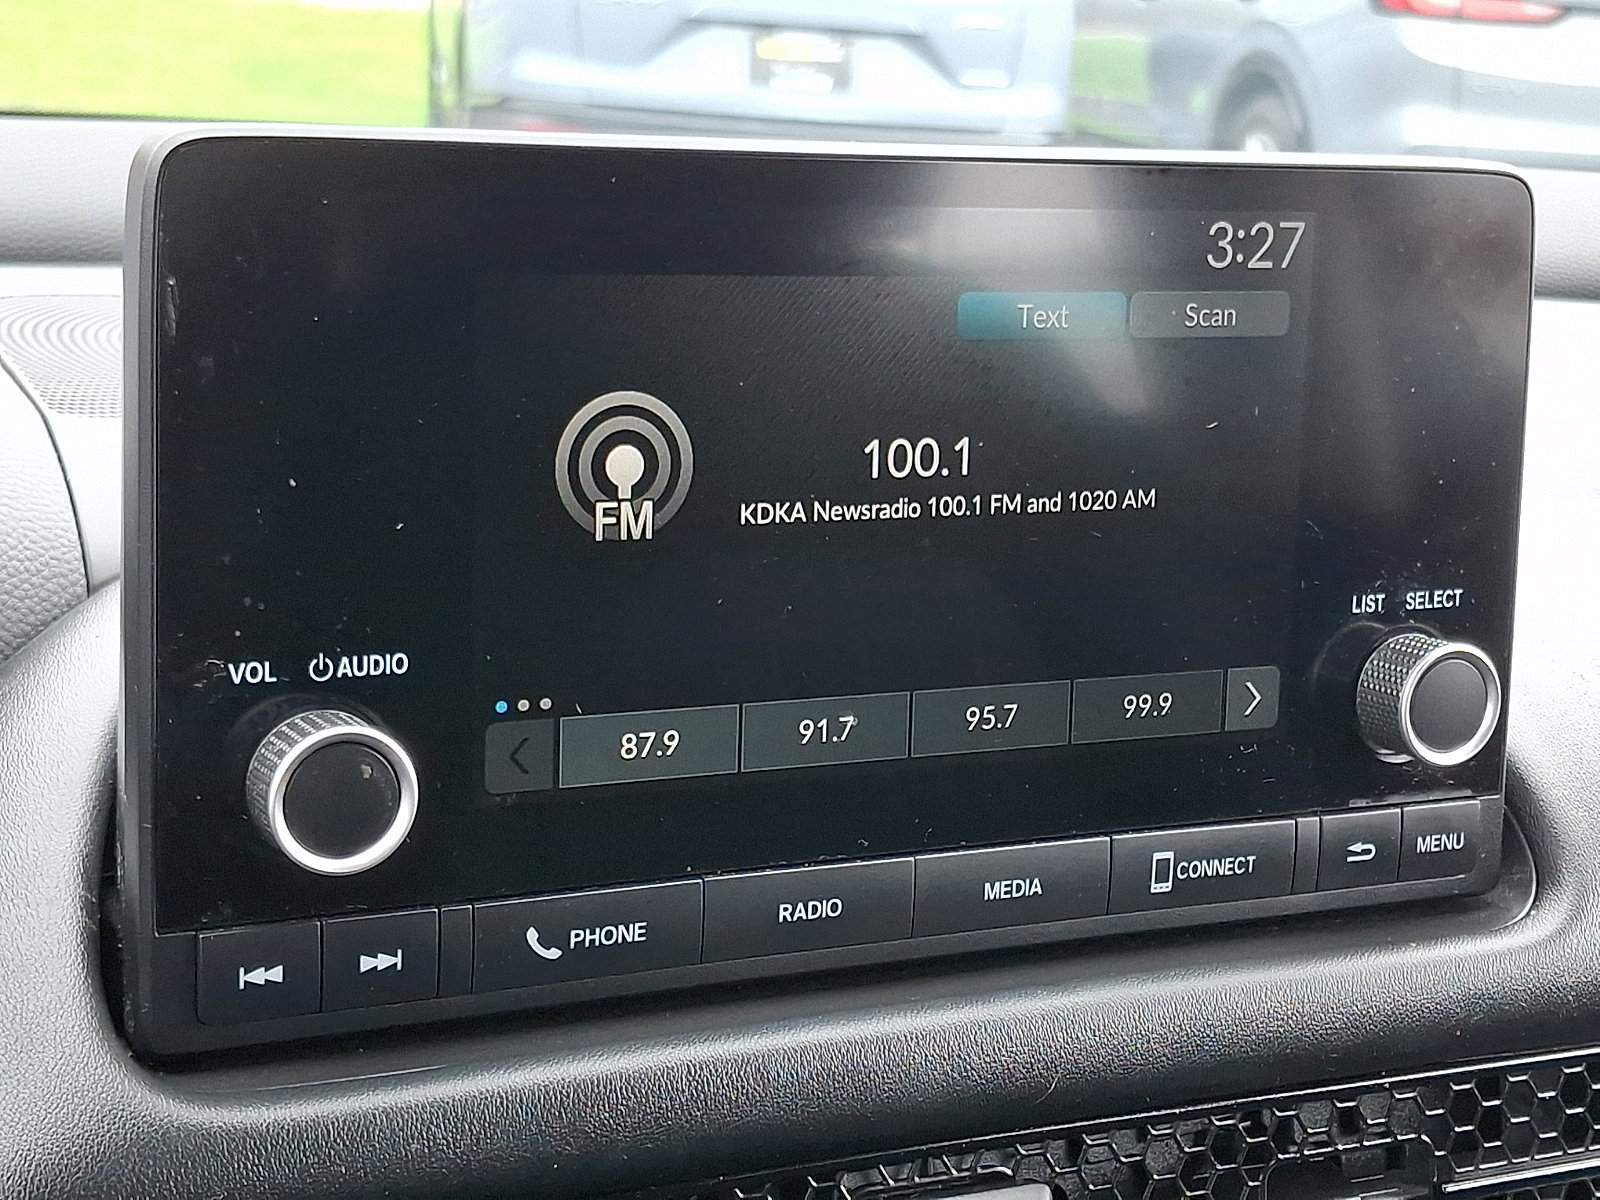 3:27
Text Scan
100.1
FM
KDKA Newsradio 100.1 FM and 1020 AM
LIST SELECT
VOL AUDIO
87.9 91.7 95.7 99.9
PHONE RADIO MEDIA CONNECT MENU